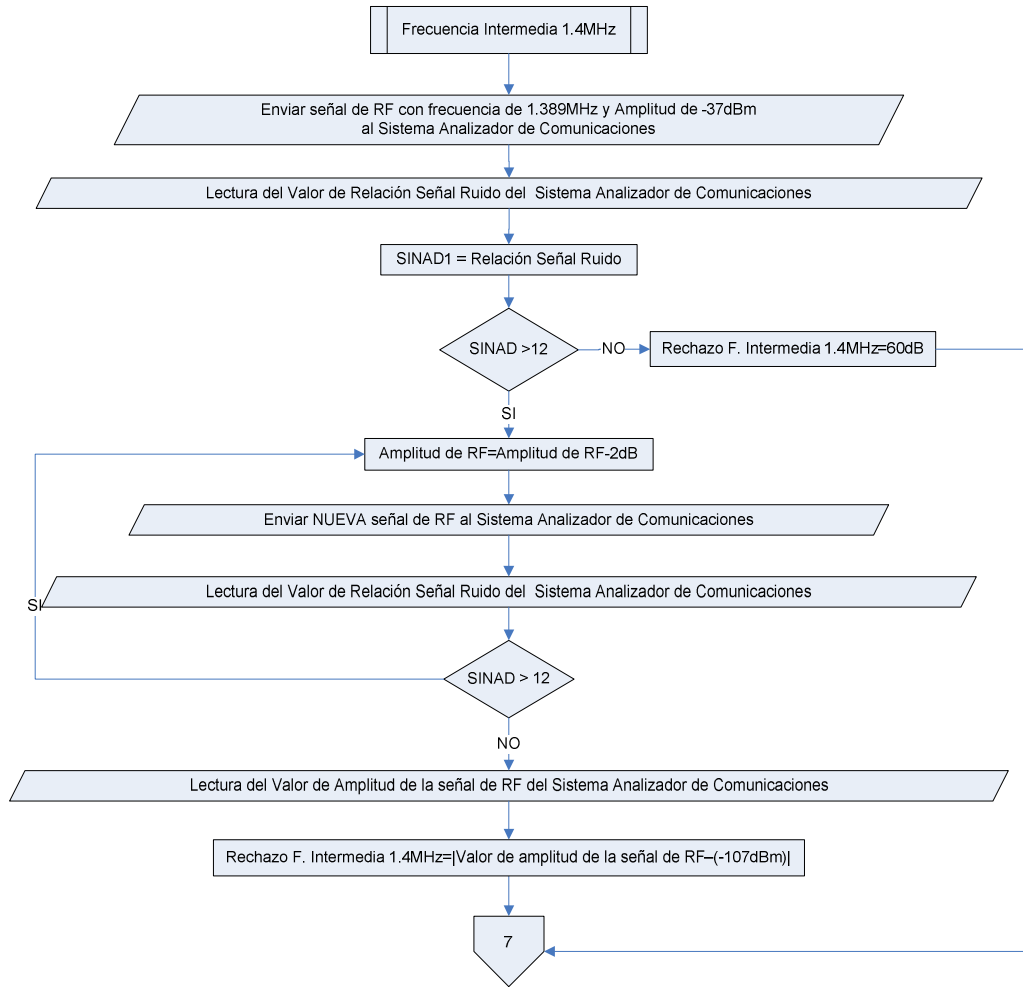 Frecuencia Intermedia 1.4MHz
Enviar señal de RF con frecuencia de 1.389MHz y Amplitud de -37dBm
al Sistema Analizador de Comunicaciones
Lectura del Valor de Relación Señal Ruido del Sistema Analizador de Comunicaciones
SINAD1 = Relación Señal Ruido
SINAD >12
NO
Rechazo F. Intermedia 1.4MHz=60dB
SI
Amplitud de RF=Amplitud de RF-2dB
Enviar NUEVA señal de RF al Sistema Analizador de Comunicaciones
Lectura del Valor de Relación Señal Ruido del Sistema Analizador de Comunicaciones
SI
SINAD > 12
NO
Lectura del Valor de Amplitud de la señal de RF del Sistema Analizador de Comunicaciones
Rechazo F. Intermedia 1.4MHz=|Valor de amplitud de la señal de RF–(-107dBm)|
7